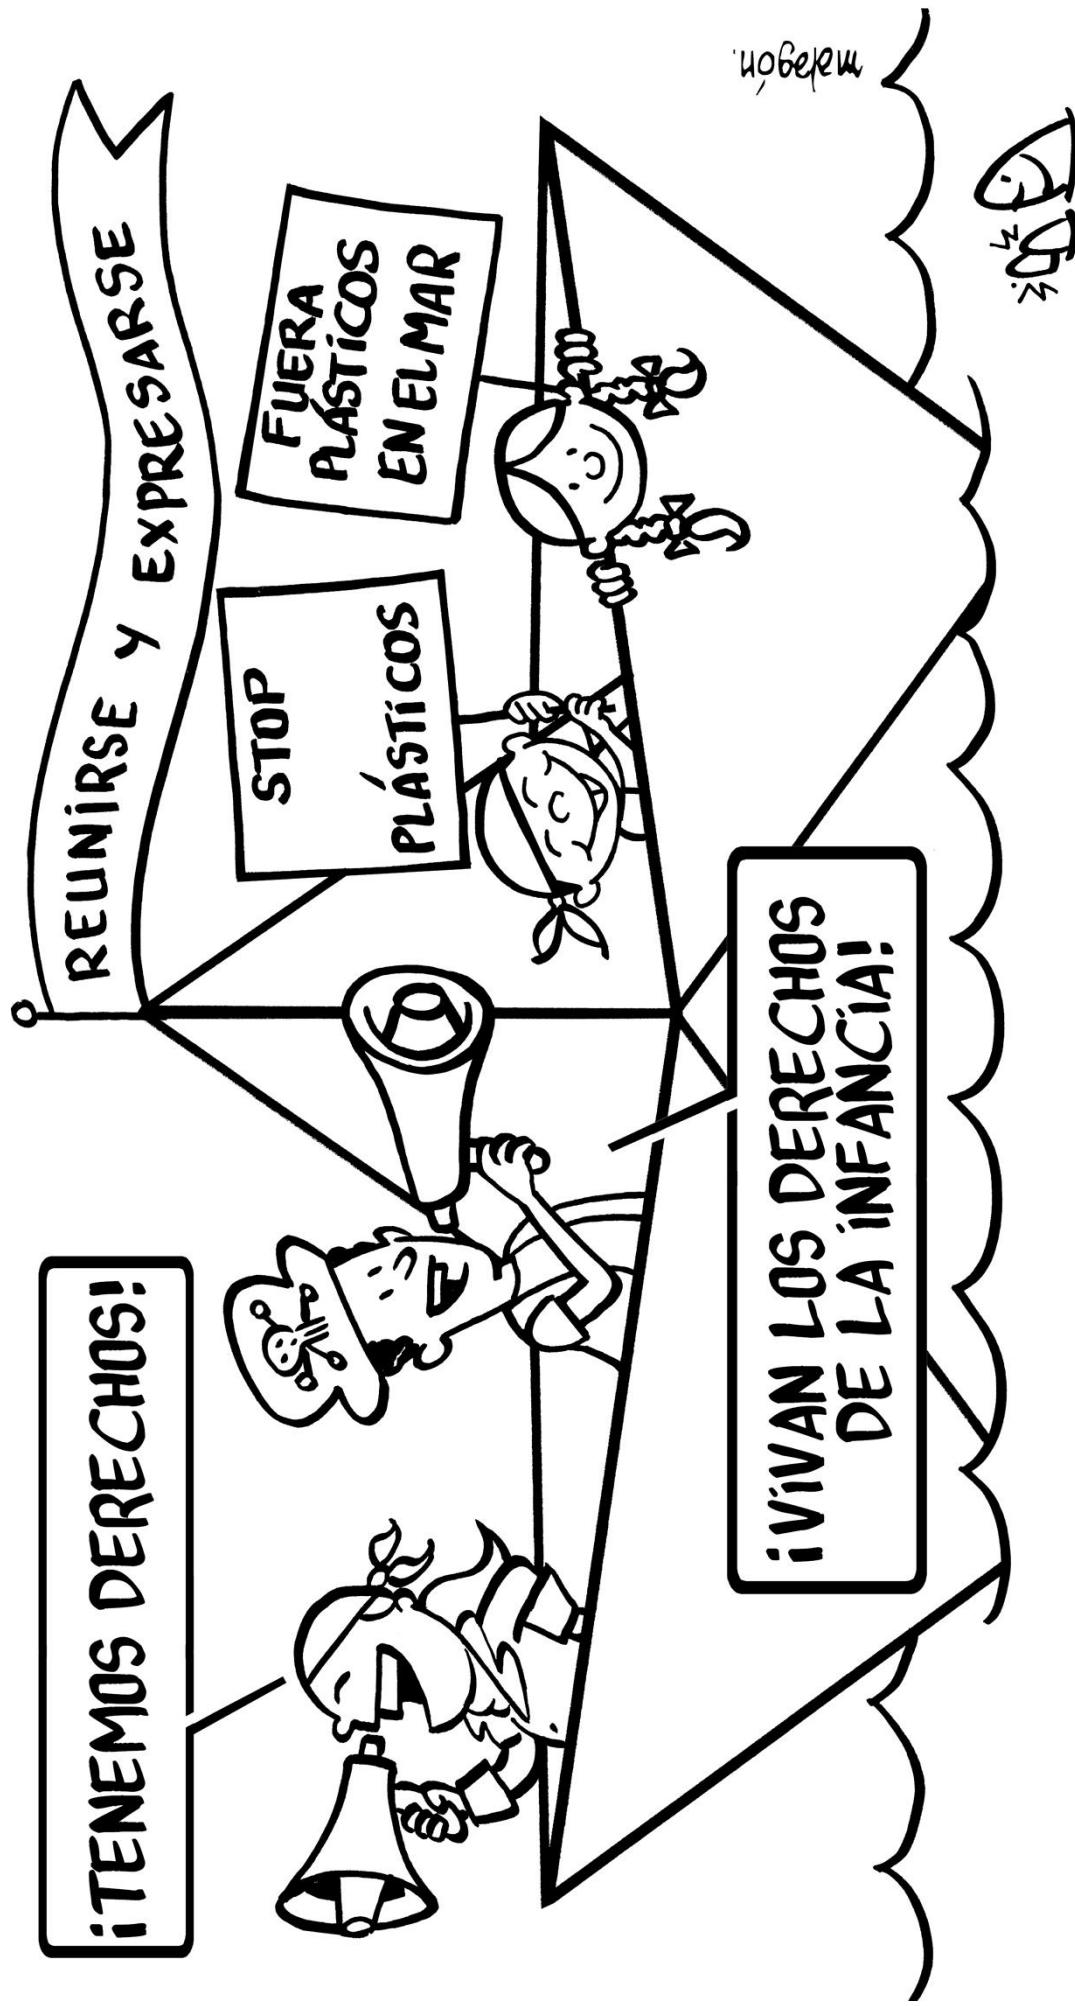 REUNIRSE Y EXPRESARSE
¡TENEMOS DERECHOS!
STOP
PLÁSTICOS
FUERA
PLÁSTICOS
EN EL MAR
¡VIVAN LOS DERECHOS
DE LA INFANCIA!
malagón.